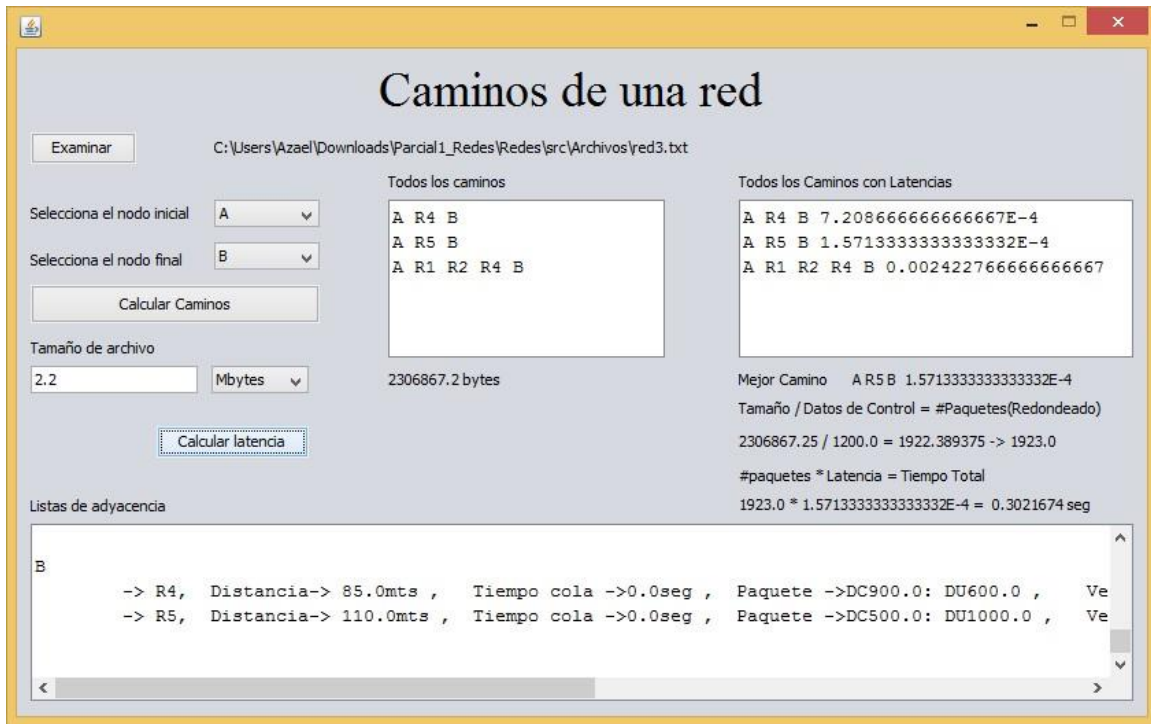 Caminos de una red
Examinar
C:\Users\Azael\Downloads\Parcial1_Redes\Redes\src\Archivos\red3.txt
Selecciona el nodo inicial
A
Selecciona el nodo final
B
Calcular Caminos
Tamaño de archivo
2.2
Mbytes
Calcular latencia
Todos los caminos
A R4 B
A R5 B
A R1 R2 R4 B
2306867.2 bytes
Todos los Caminos con Latencias
A R4 B 7.208666666666667E-4
A R5 B 1.5713333333333332E-4
A R1 R2 R4 B 0.002422766666666667
Mejor Camino A R5 B 1.5713333333333332E-4
Tamaño / Datos de Control = #Paquetes(Redondeado)
2306867.25 / 1200.0 = 1922.389375 -> 1923.0
#paquetes * Latencia = Tiempo Total
1923.0 * 1.5713333333333332E-4 = 0.3021674 seg
Listas de adyacencia
B
-> R4, Distancia-> 85.0mts , Tiempo cola ->0.0seg , Paquete ->DC900.0: DU600.0 , Ve
-> R5, Distancia-> 110.0mts , Tiempo cola ->0.0seg , Paquete ->DC500.0: DU1000.0 , Ve